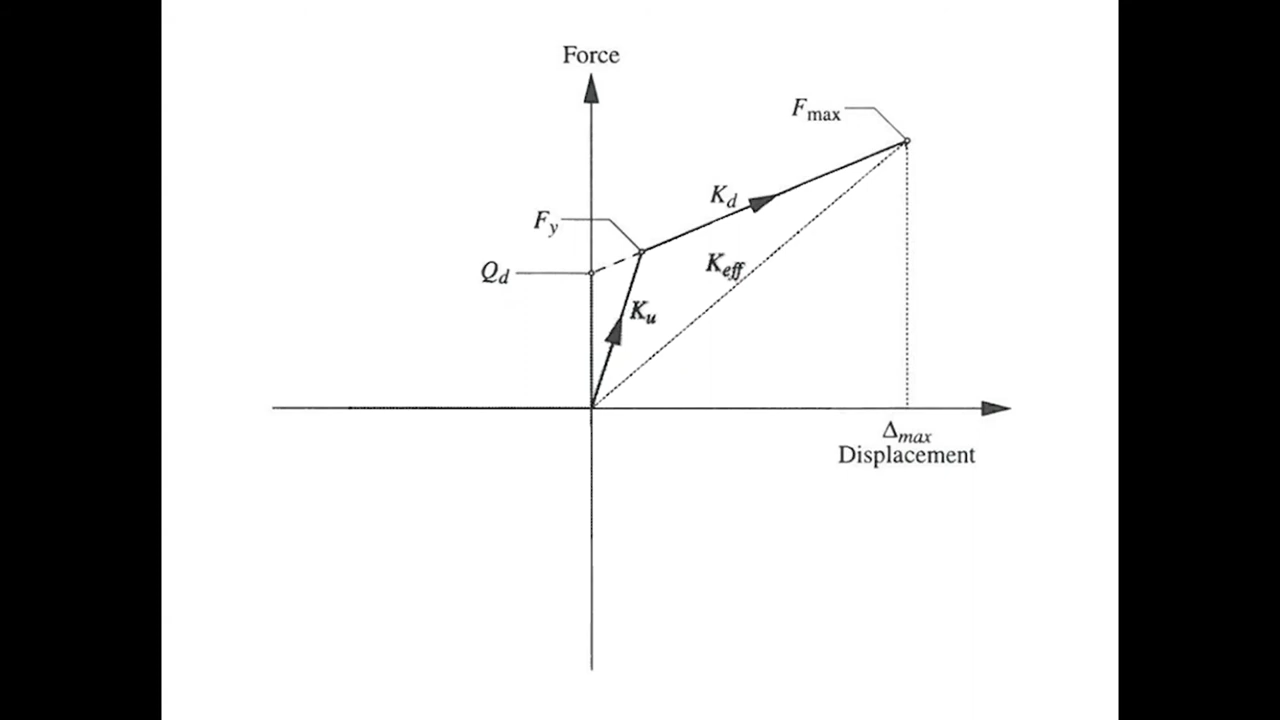 Force
F_max
K_d
F_y
K_eff
Q_d
K_u
Δ_max
Displacement